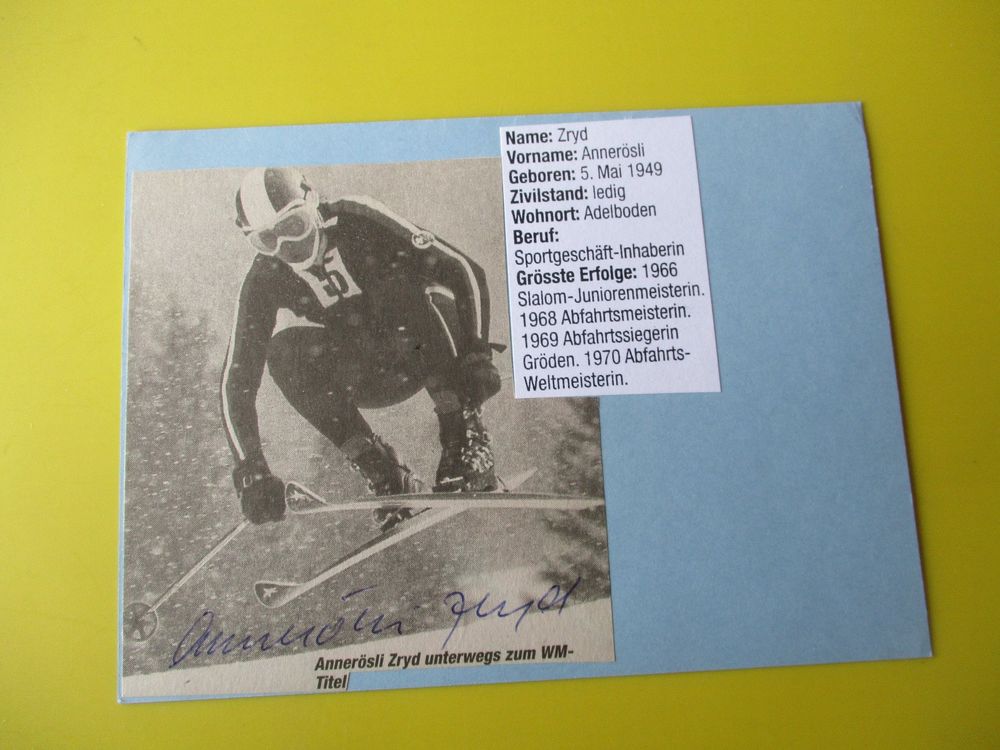 Name: Zryd
Vorname: Annerösli
Geboren: 5. Mai 1949
Zivilstand: ledig
Wohnort: Adelboden
Beruf:
Sportgeschäft-Inhaberin
Grösste Erfolge: 1966
Slalom-Juniorenmeisterin.
1968 Abfahrtsmeisterin.
1969 Abfahrtssiegerin
Gröden. 1970 Abfahrts-
Weltmeisterin.
Annerösli Zryd
Annerösli Zryd unterwegs zum WM-
Titel